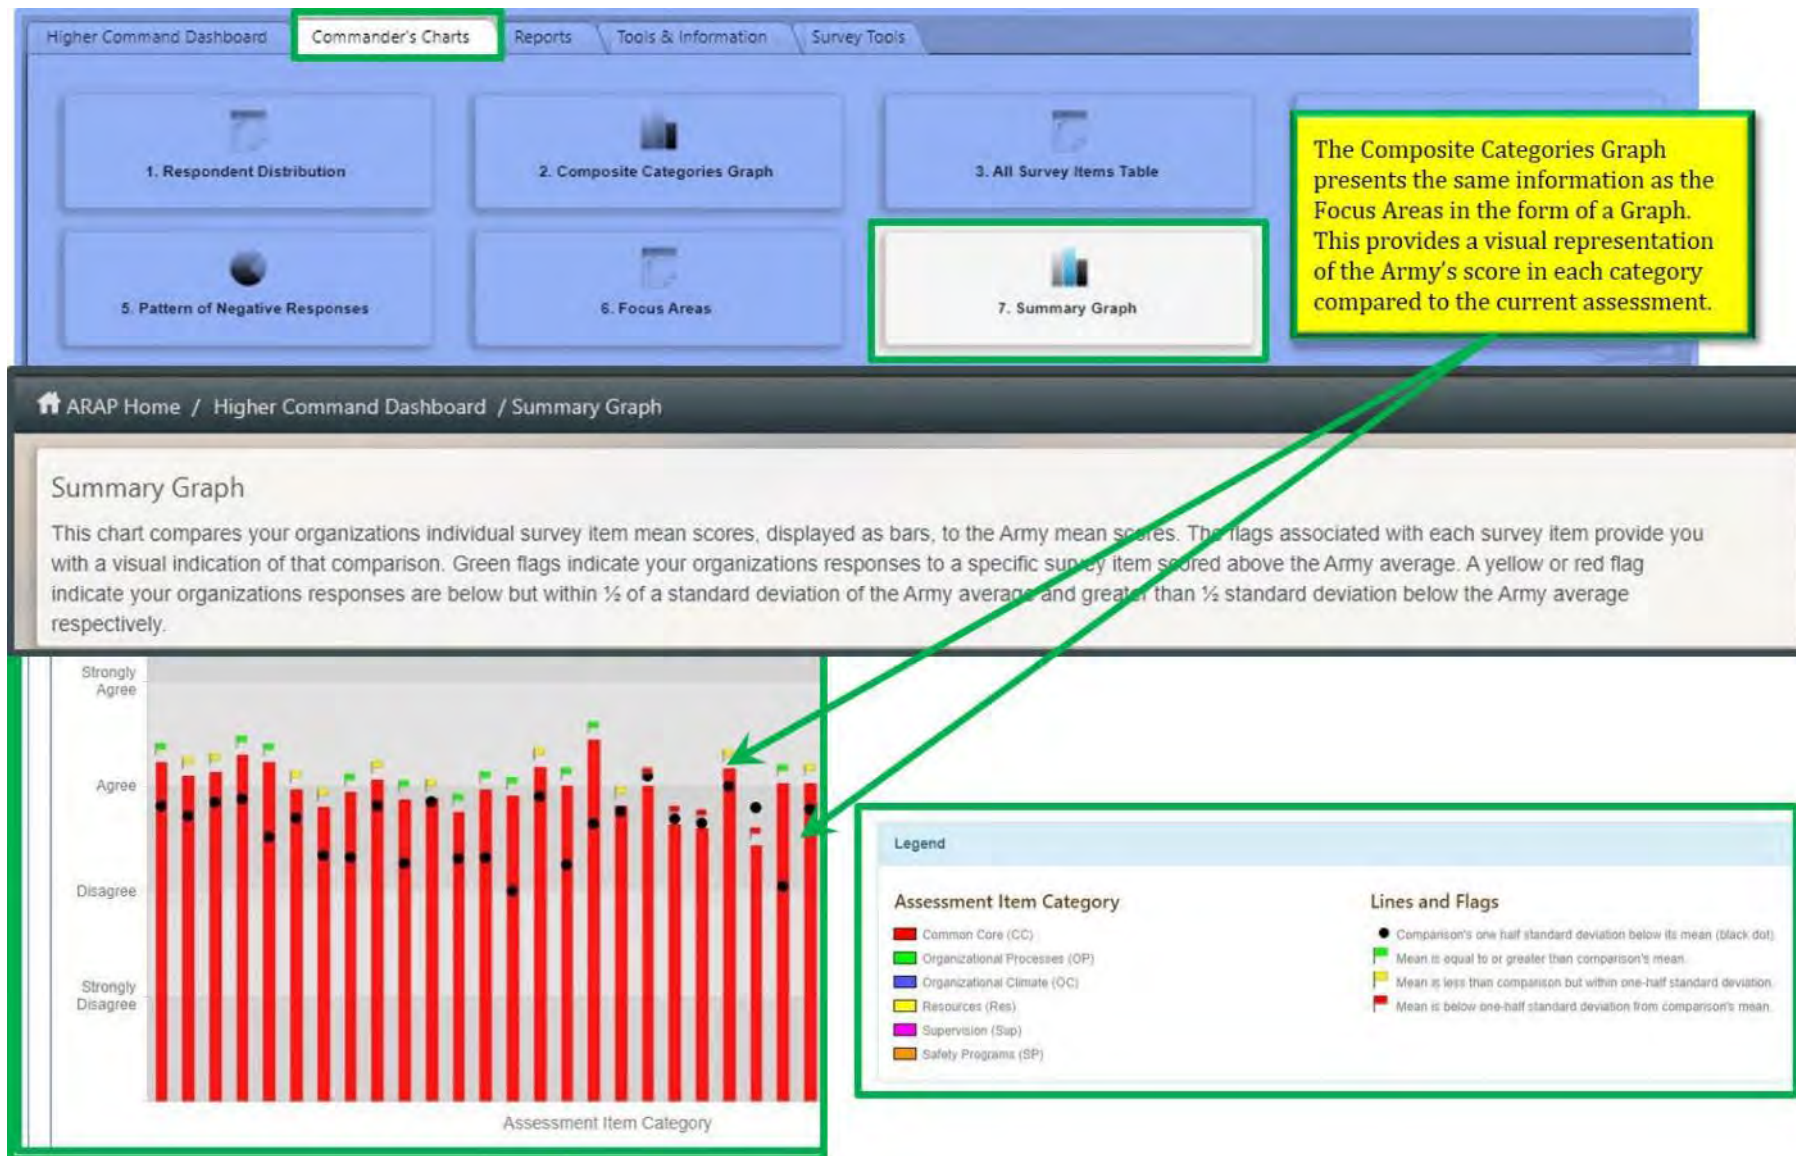 Higher Command Dashboard
Commander's Charts
Reports
Tools & Information
Survey Tools
1. Respondent Distribution
2. Composite Categories Graph
3. All Survey Items Table
5. Pattern of Negative Responses
6. Focus Areas
7. Summary Graph
The Composite Categories Graph
presents the same information as the
Focus Areas in the form of a Graph.
This provides a visual representation
of the Army's score in each category
compared to the current assessment.
ARAP Home / Higher Command Dashboard / Summary Graph
Summary Graph
This chart compares your organizations individual survey item mean scores, displayed as bars, to the Army mean scores. The flags associated with each survey item provide you
with a visual indication of that comparison. Green flags indicate your organizations responses to a specific survey item scored above the Army average. A yellow or red flag
indicate your organizations responses are below but within ½ of a standard deviation of the Army average and greater than ½ standard deviation below the Army average
respectively.
Strongly
Agree
Agree
Disagree
Strongly
Disagree
Assessment Item Category
Legend
Assessment Item Category
Common Core (CC)
Organizational Processes (OP)
Organizational Climate (OC)
Resources (Res)
Supervision (Sup)
Safety Programs (SP)
Lines and Flags
Comparison's one half standard deviation below its mean (black dot)
Mean is equal to or greater than comparison's mean.
Mean is less than comparison but within one-half standard deviation.
Mean is below one-half standard deviation from comparison's mean.